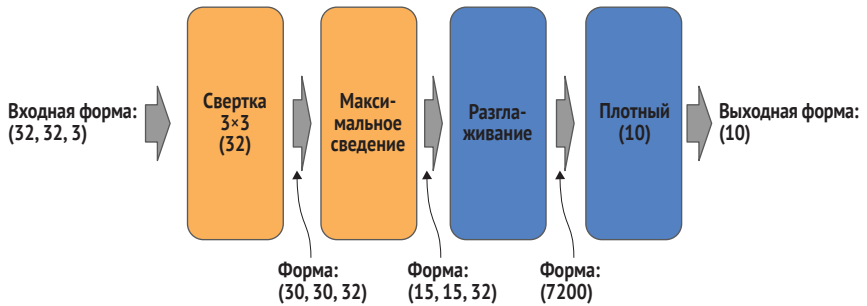 Входная форма:
(32, 32, 3)
Свертка
3×3
(32)
Макси-
мальное
сведение
Разгла-
живание
Плотный
(10)
Выходная форма:
(10)
Форма:
(30, 30, 32)
Форма:
(15, 15, 32)
Форма:
(7200)